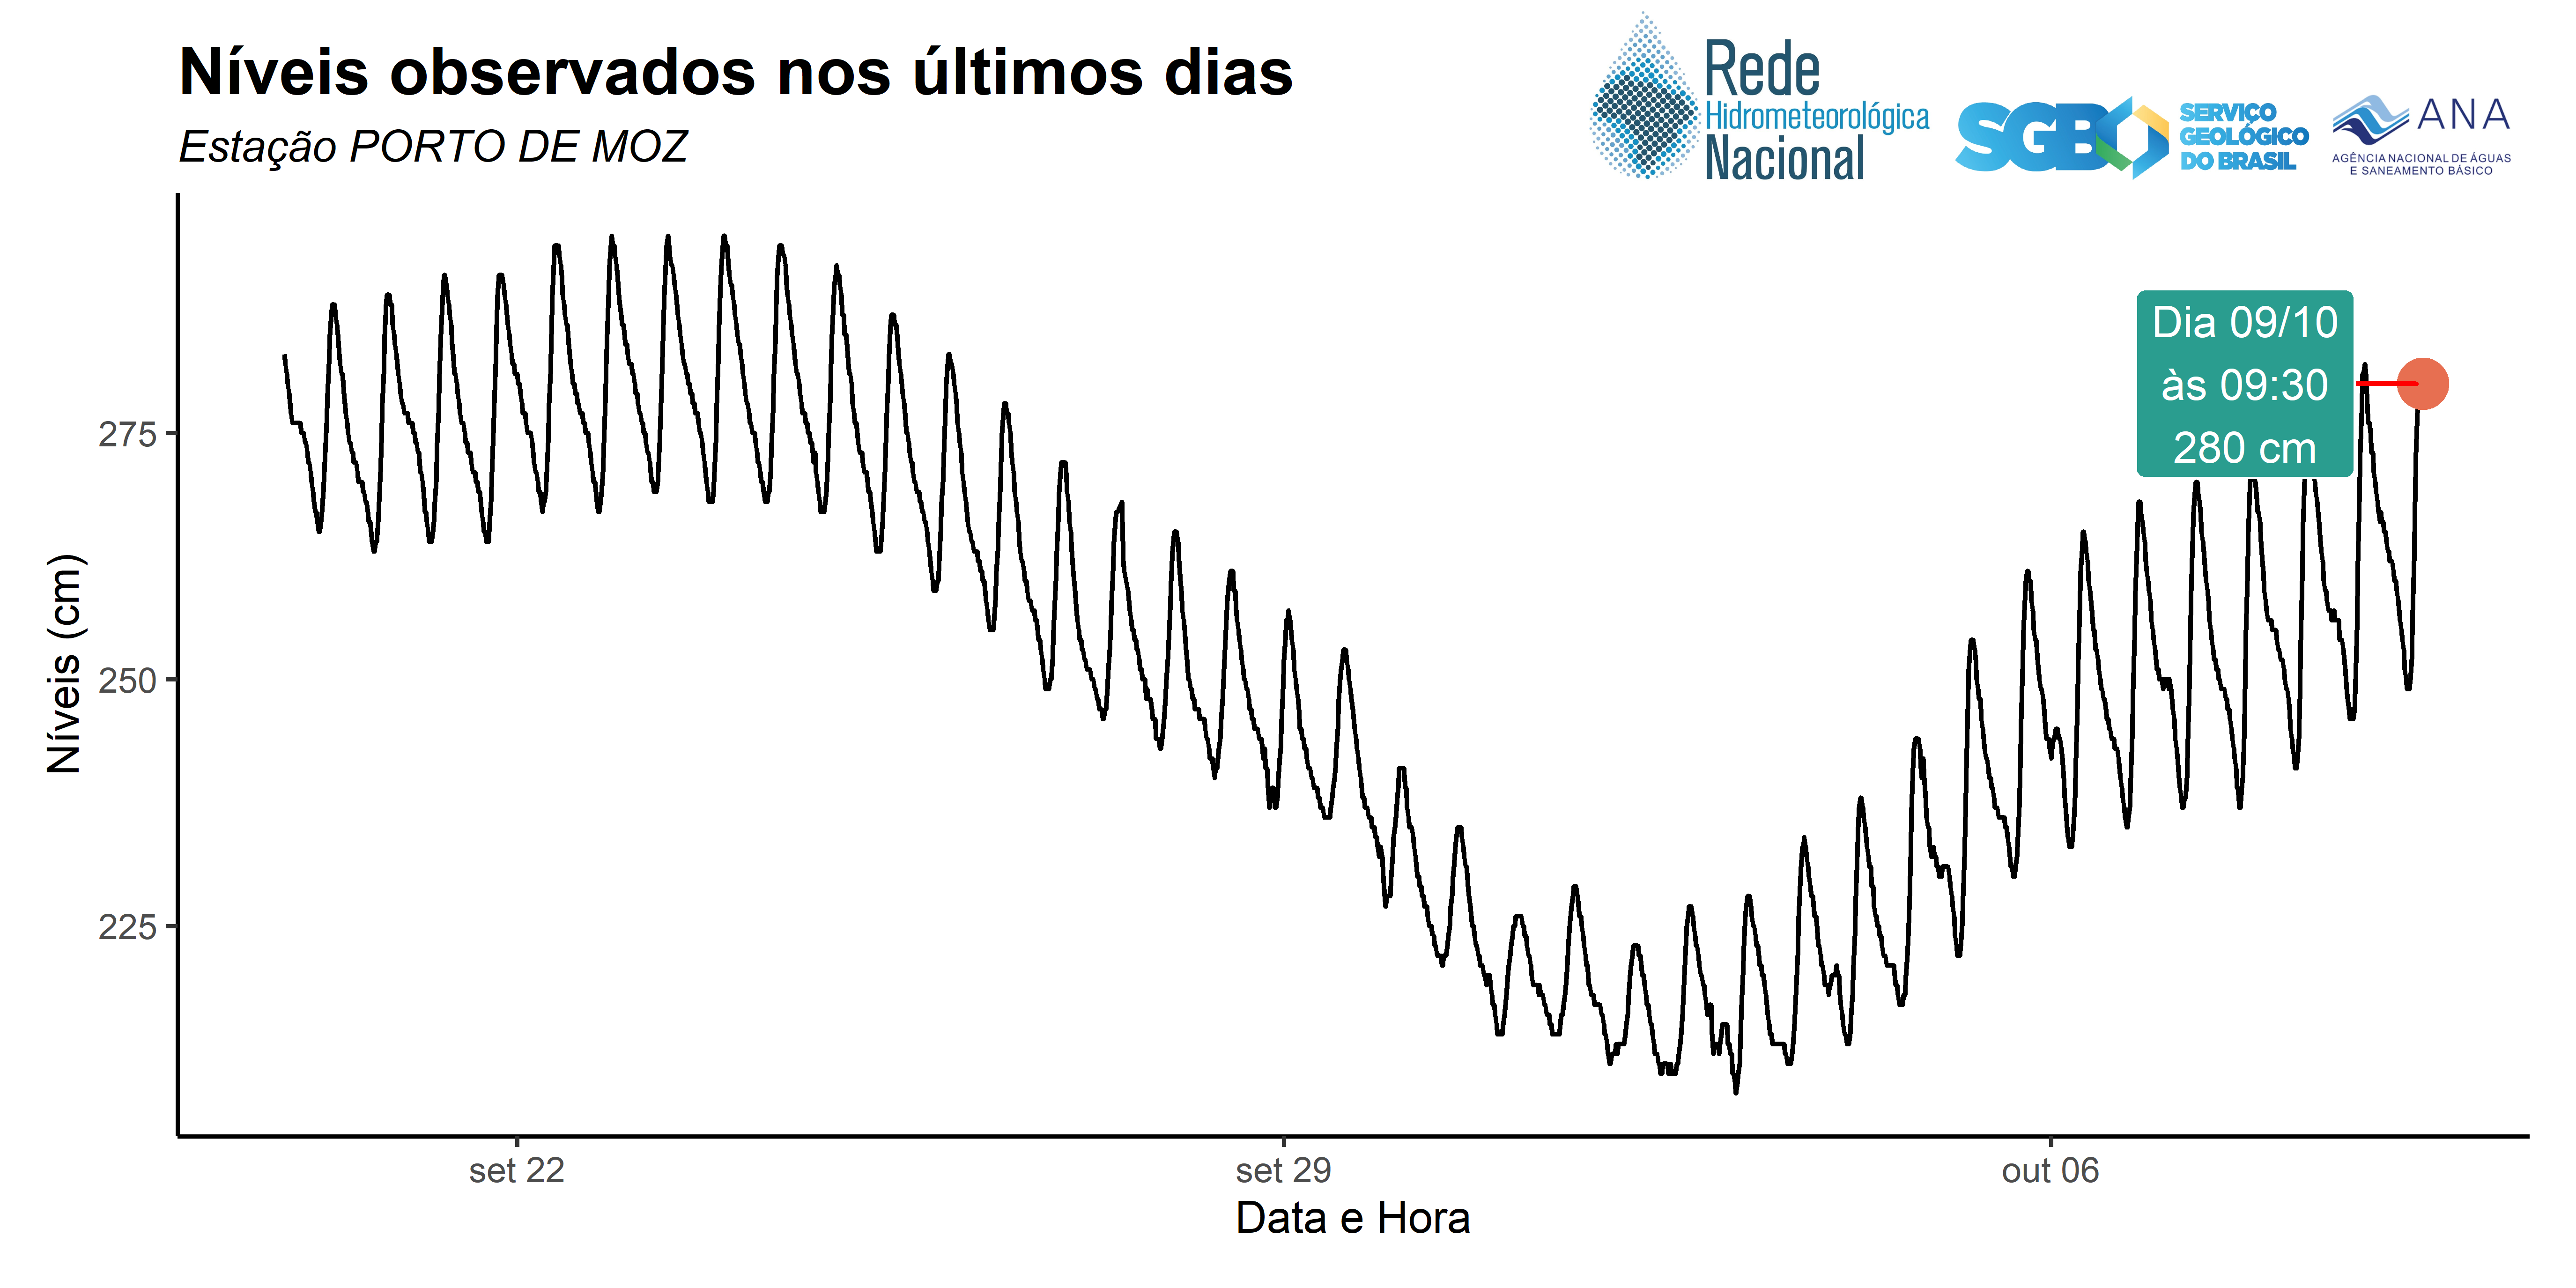 Níveis observados nos últimos dias
Estação PORTO DE MOZ
Rede
Hidrometeorológica
Nacional
SGB
SERVIÇO
GEOLÓGICO
DO BRASIL
ANA
AGÊNCIA NACIONAL DE ÁGUAS
E SANEAMENTO BÁSICO
Dia 09/10
às 09:30
280 cm
275
250
225
Níveis (cm)
set 22
set 29
out 06
Data e Hora